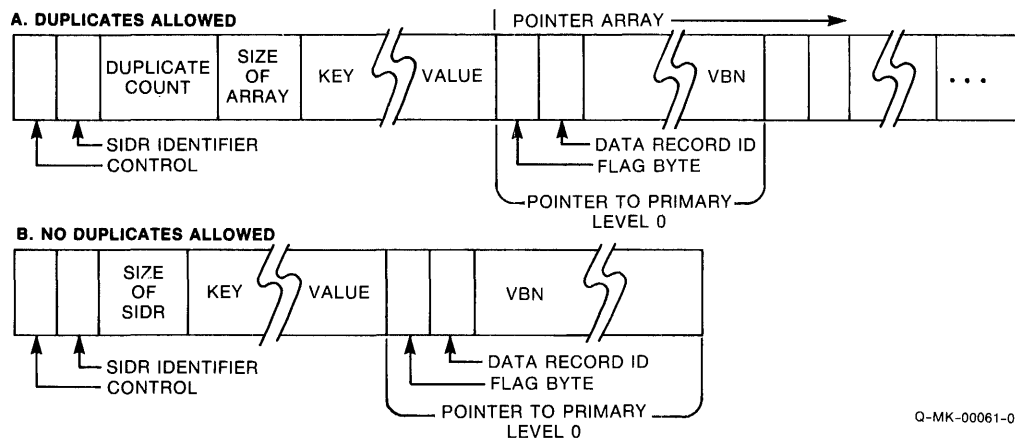 A. DUPLICATES ALLOWED
POINTER ARRAY
DUPLICATE
COUNT
SIZE
OF
ARRAY
KEY
VALUE
VBN
...
SIDR IDENTIFIER
CONTROL
DATA RECORD ID
FLAG BYTE
POINTER TO PRIMARY
LEVEL 0
B. NO DUPLICATES ALLOWED
SIZE
OF
SIDR
KEY
VALUE
VBN
SIDR IDENTIFIER
CONTROL
DATA RECORD ID
FLAG BYTE
POINTER TO PRIMARY
LEVEL 0
Q-MK-00061-0